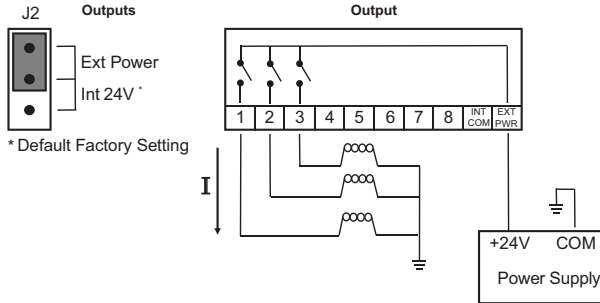 J2
Outputs
Ext Power
Int 24V *
* Default Factory Setting
Output
1 2 3 4 5 6 7 8 INT COM EXT PWR
I
+24V COM
Power Supply